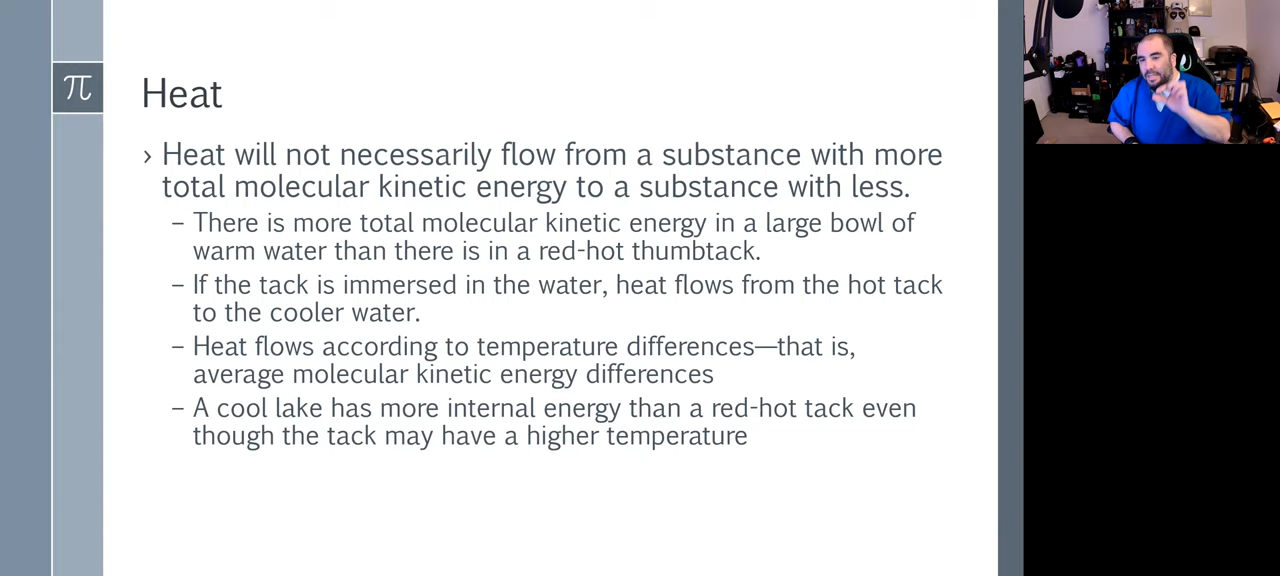 π
Heat
› Heat will not necessarily flow from a substance with more
total molecular kinetic energy to a substance with less.
– There is more total molecular kinetic energy in a large bowl of
warm water than there is in a red-hot thumbtack.
– If the tack is immersed in the water, heat flows from the hot tack
to the cooler water.
– Heat flows according to temperature differences—that is,
average molecular kinetic energy differences
– A cool lake has more internal energy than a red-hot tack even
though the tack may have a higher temperature